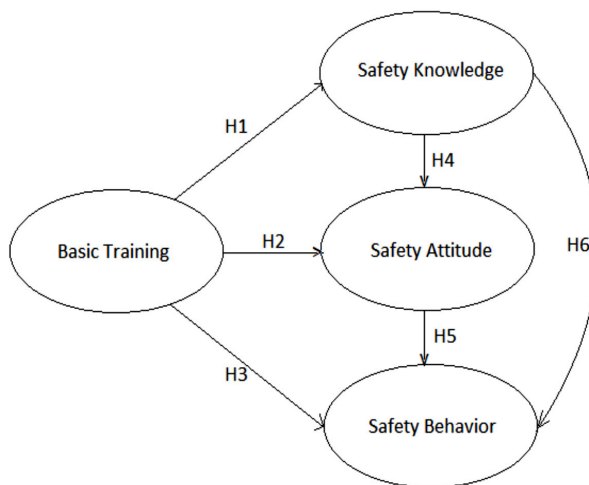 Safety Knowledge
H1
H4
Basic Training
H2
Safety Attitude
H6
H3
H5
Safety Behavior